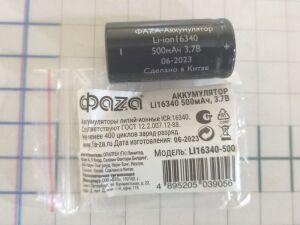 ФАZА-Аккумулятор
Li-ion16340
500мАч 3,7В
06-2023
Сделано в Китае
фаzа
АККУМУЛЯТОР
LI16340 500мАч, 3,7В
Аккумуляторы литий-ионные ICR 16340.
Соответствуют ГОСТ 12.2.007.12-88.
Не менее 400 циклов заряд-разряд.
www.fa-za.ru Дата изготовления:
06-2023
МОДЕЛЬ: LI16340-500
4 895205 039056